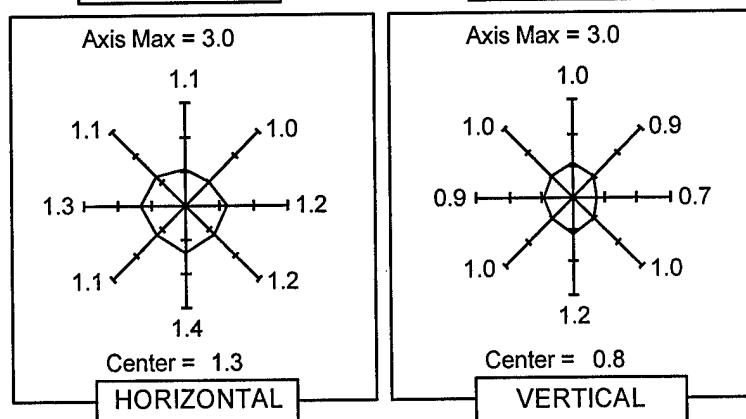 Axis Max = 3.0
1.1
1.1
1.0
1.3
1.2
1.1
1.2
1.4
Center = 1.3
HORIZONTAL
Axis Max = 3.0
1.0
1.0
0.9
0.9
0.7
1.0
1.0
1.2
Center = 0.8
VERTICAL